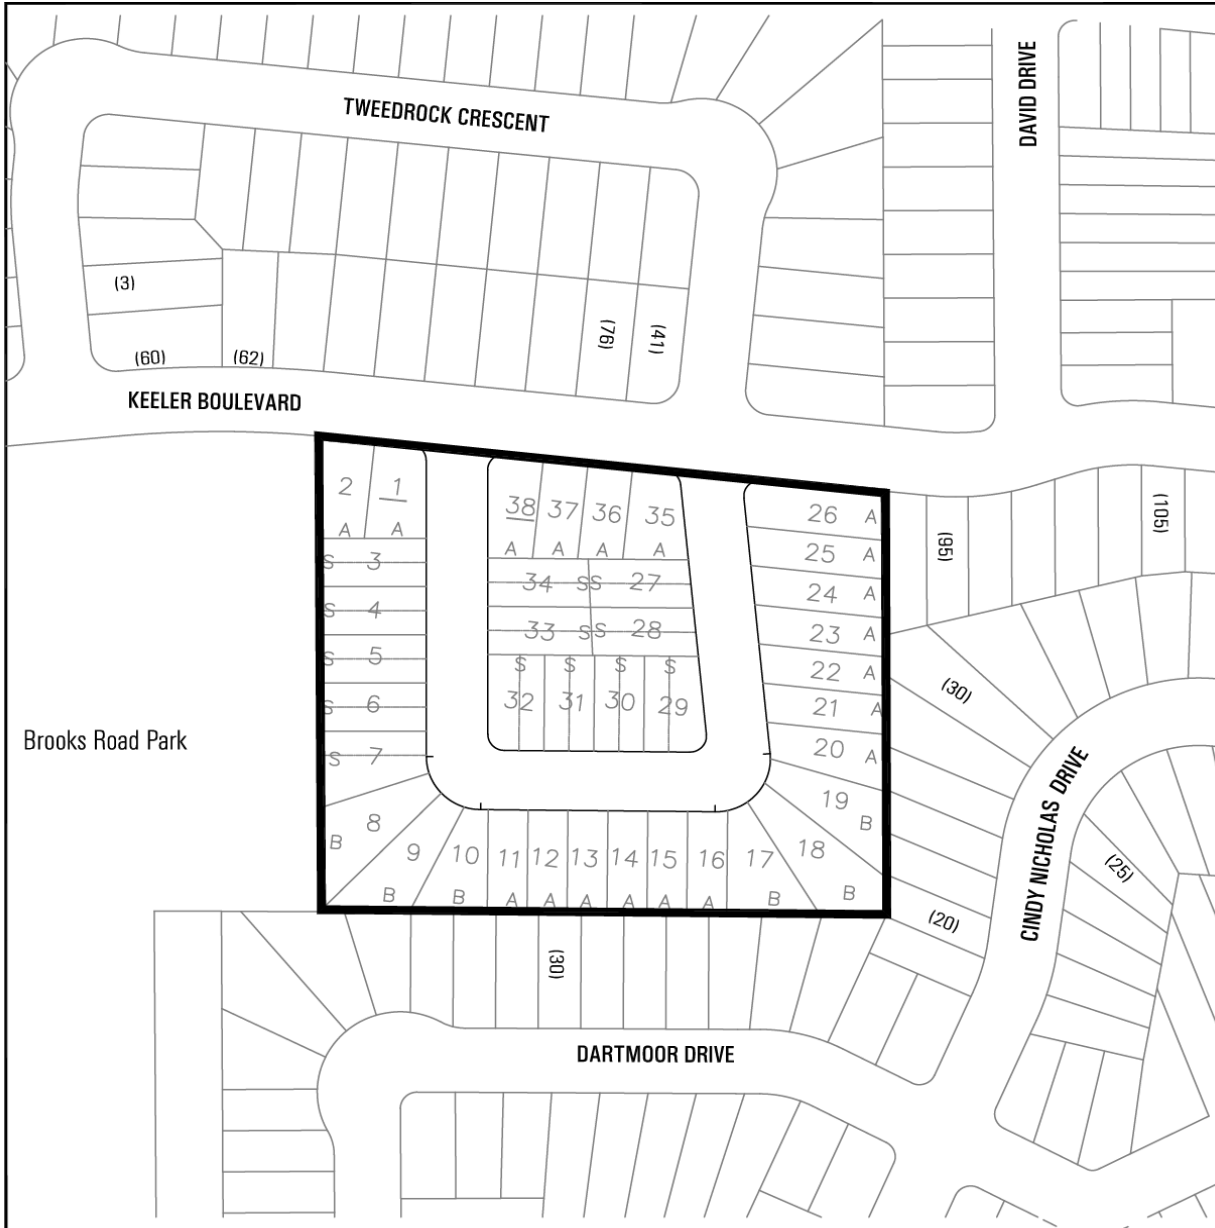 TWEEDROCK CRESCENT
DAVID DRIVE
(3)
(60)
(62)
(76)
(41)
KEELER BOULEVARD
2
1
A
A
38
37
36
35
A
A
A
A
26 A
25 A
24 A
23 A
22 A
21 A
20 A
19
B
18
B
17
B
(95)
(105)
S 3
S 4
S 5
S 6
S 7
34 S
S 27
33 S
S 28
S
S
S
S
32
31
30
29
8
B
9
B
10
B
11
12
13
14
15
16
A
A
A
A
A
A
Brooks Road Park
(30)
CINDY NICHOLAS DRIVE
(25)
(20)
(30)
DARTMOOR DRIVE